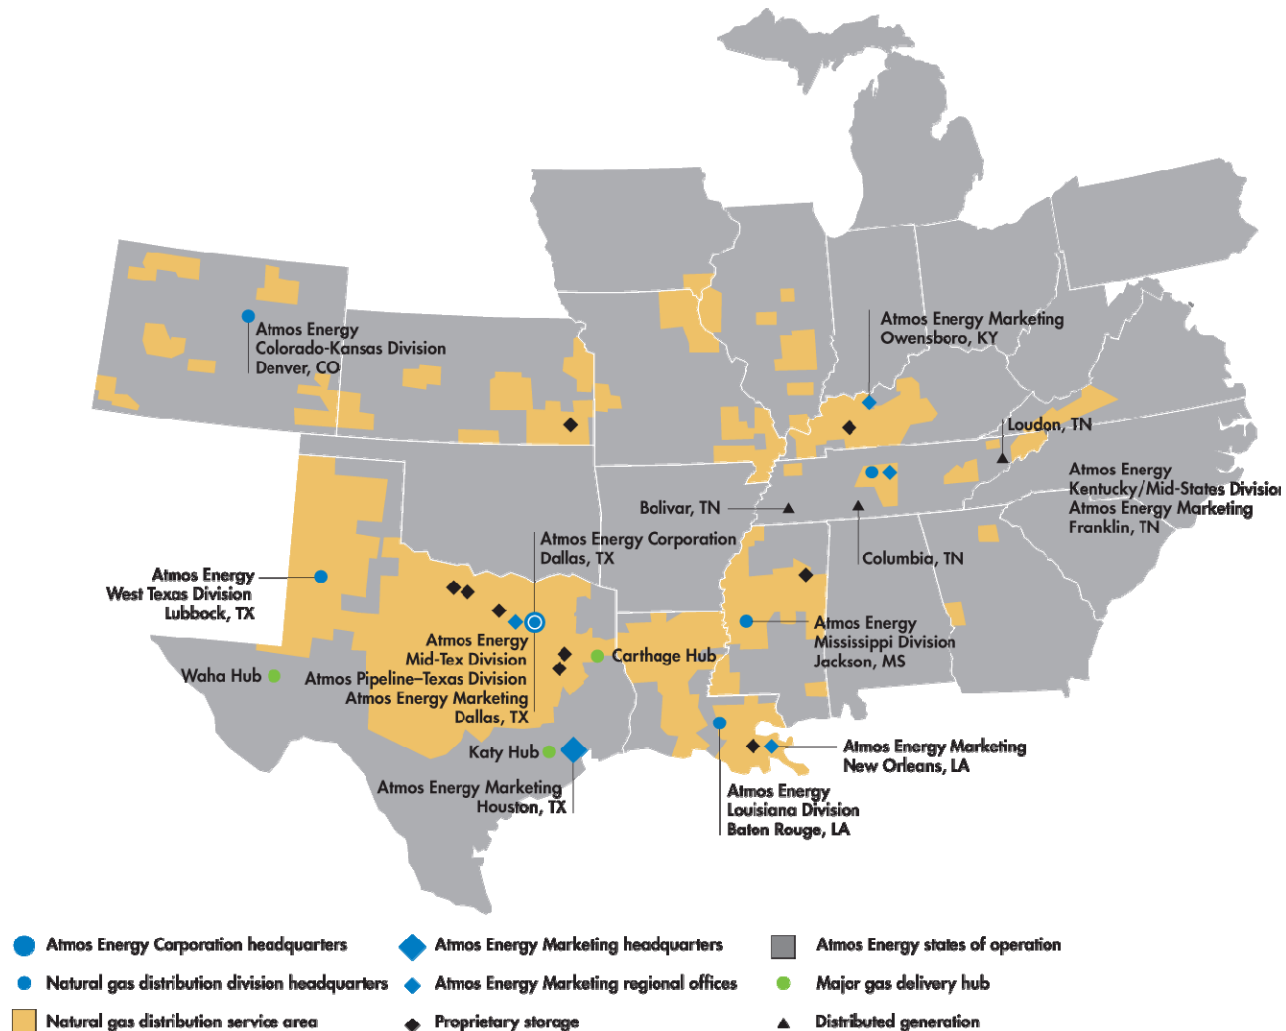 Atmos Energy Marketing
Owensboro, KY
Atmos Energy
Colorado-Kansas Division
Denver, CO
Loudon, TN
Atmos Energy
Kentucky/Mid-States Division
Atmos Energy Marketing
Franklin, TN
Bolivar, TN
Columbia, TN
Atmos Energy Corporation
Dallas, TX
Atmos Energy
West Texas Division
Lubbock, TX
Atmos Energy
Mississippi Division
Jackson, MS
Atmos Energy
Mid-Tex Division
Atmos Pipeline–Texas Division
Atmos Energy Marketing
Dallas, TX
Carthage Hub
Waha Hub
Katy Hub
Atmos Energy Marketing
New Orleans, LA
Atmos Energy Marketing
Houston, TX
Atmos Energy
Louisiana Division
Baton Rouge, LA
Atmos Energy Corporation headquarters
Atmos Energy Marketing headquarters
Atmos Energy states of operation
Natural gas distribution division headquarters
Atmos Energy Marketing regional offices
Major gas delivery hub
Natural gas distribution service area
Proprietary storage
Distributed generation